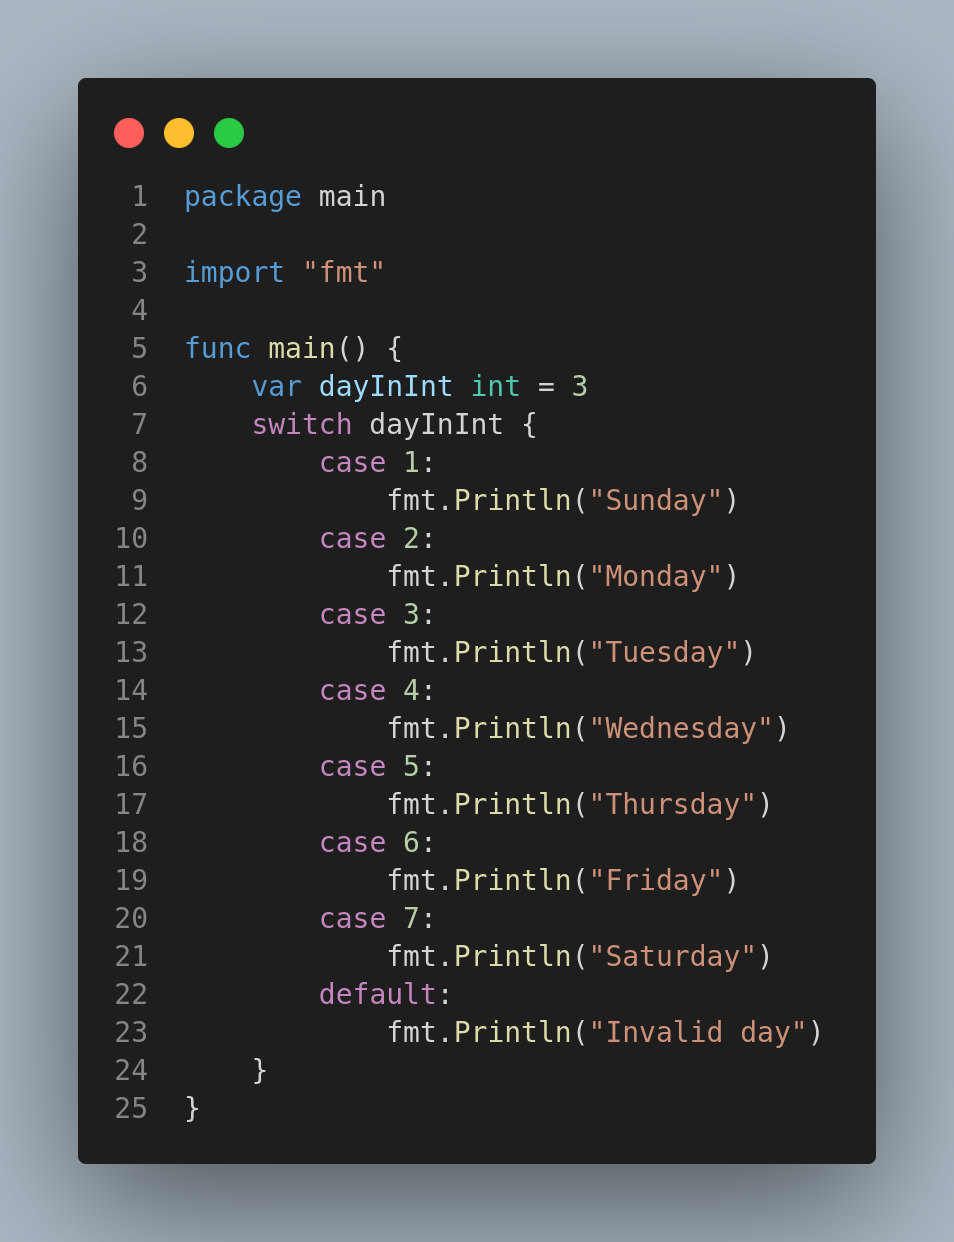 1 package main
2
3 import "fmt"
4
5 func main() {
6     var dayInInt int = 3
7     switch dayInInt {
8         case 1:
9             fmt.Println("Sunday")
10         case 2:
11             fmt.Println("Monday")
12         case 3:
13             fmt.Println("Tuesday")
14         case 4:
15             fmt.Println("Wednesday")
16         case 5:
17             fmt.Println("Thursday")
18         case 6:
19             fmt.Println("Friday")
20         case 7:
21             fmt.Println("Saturday")
22         default:
23             fmt.Println("Invalid day")
24     }
25 }